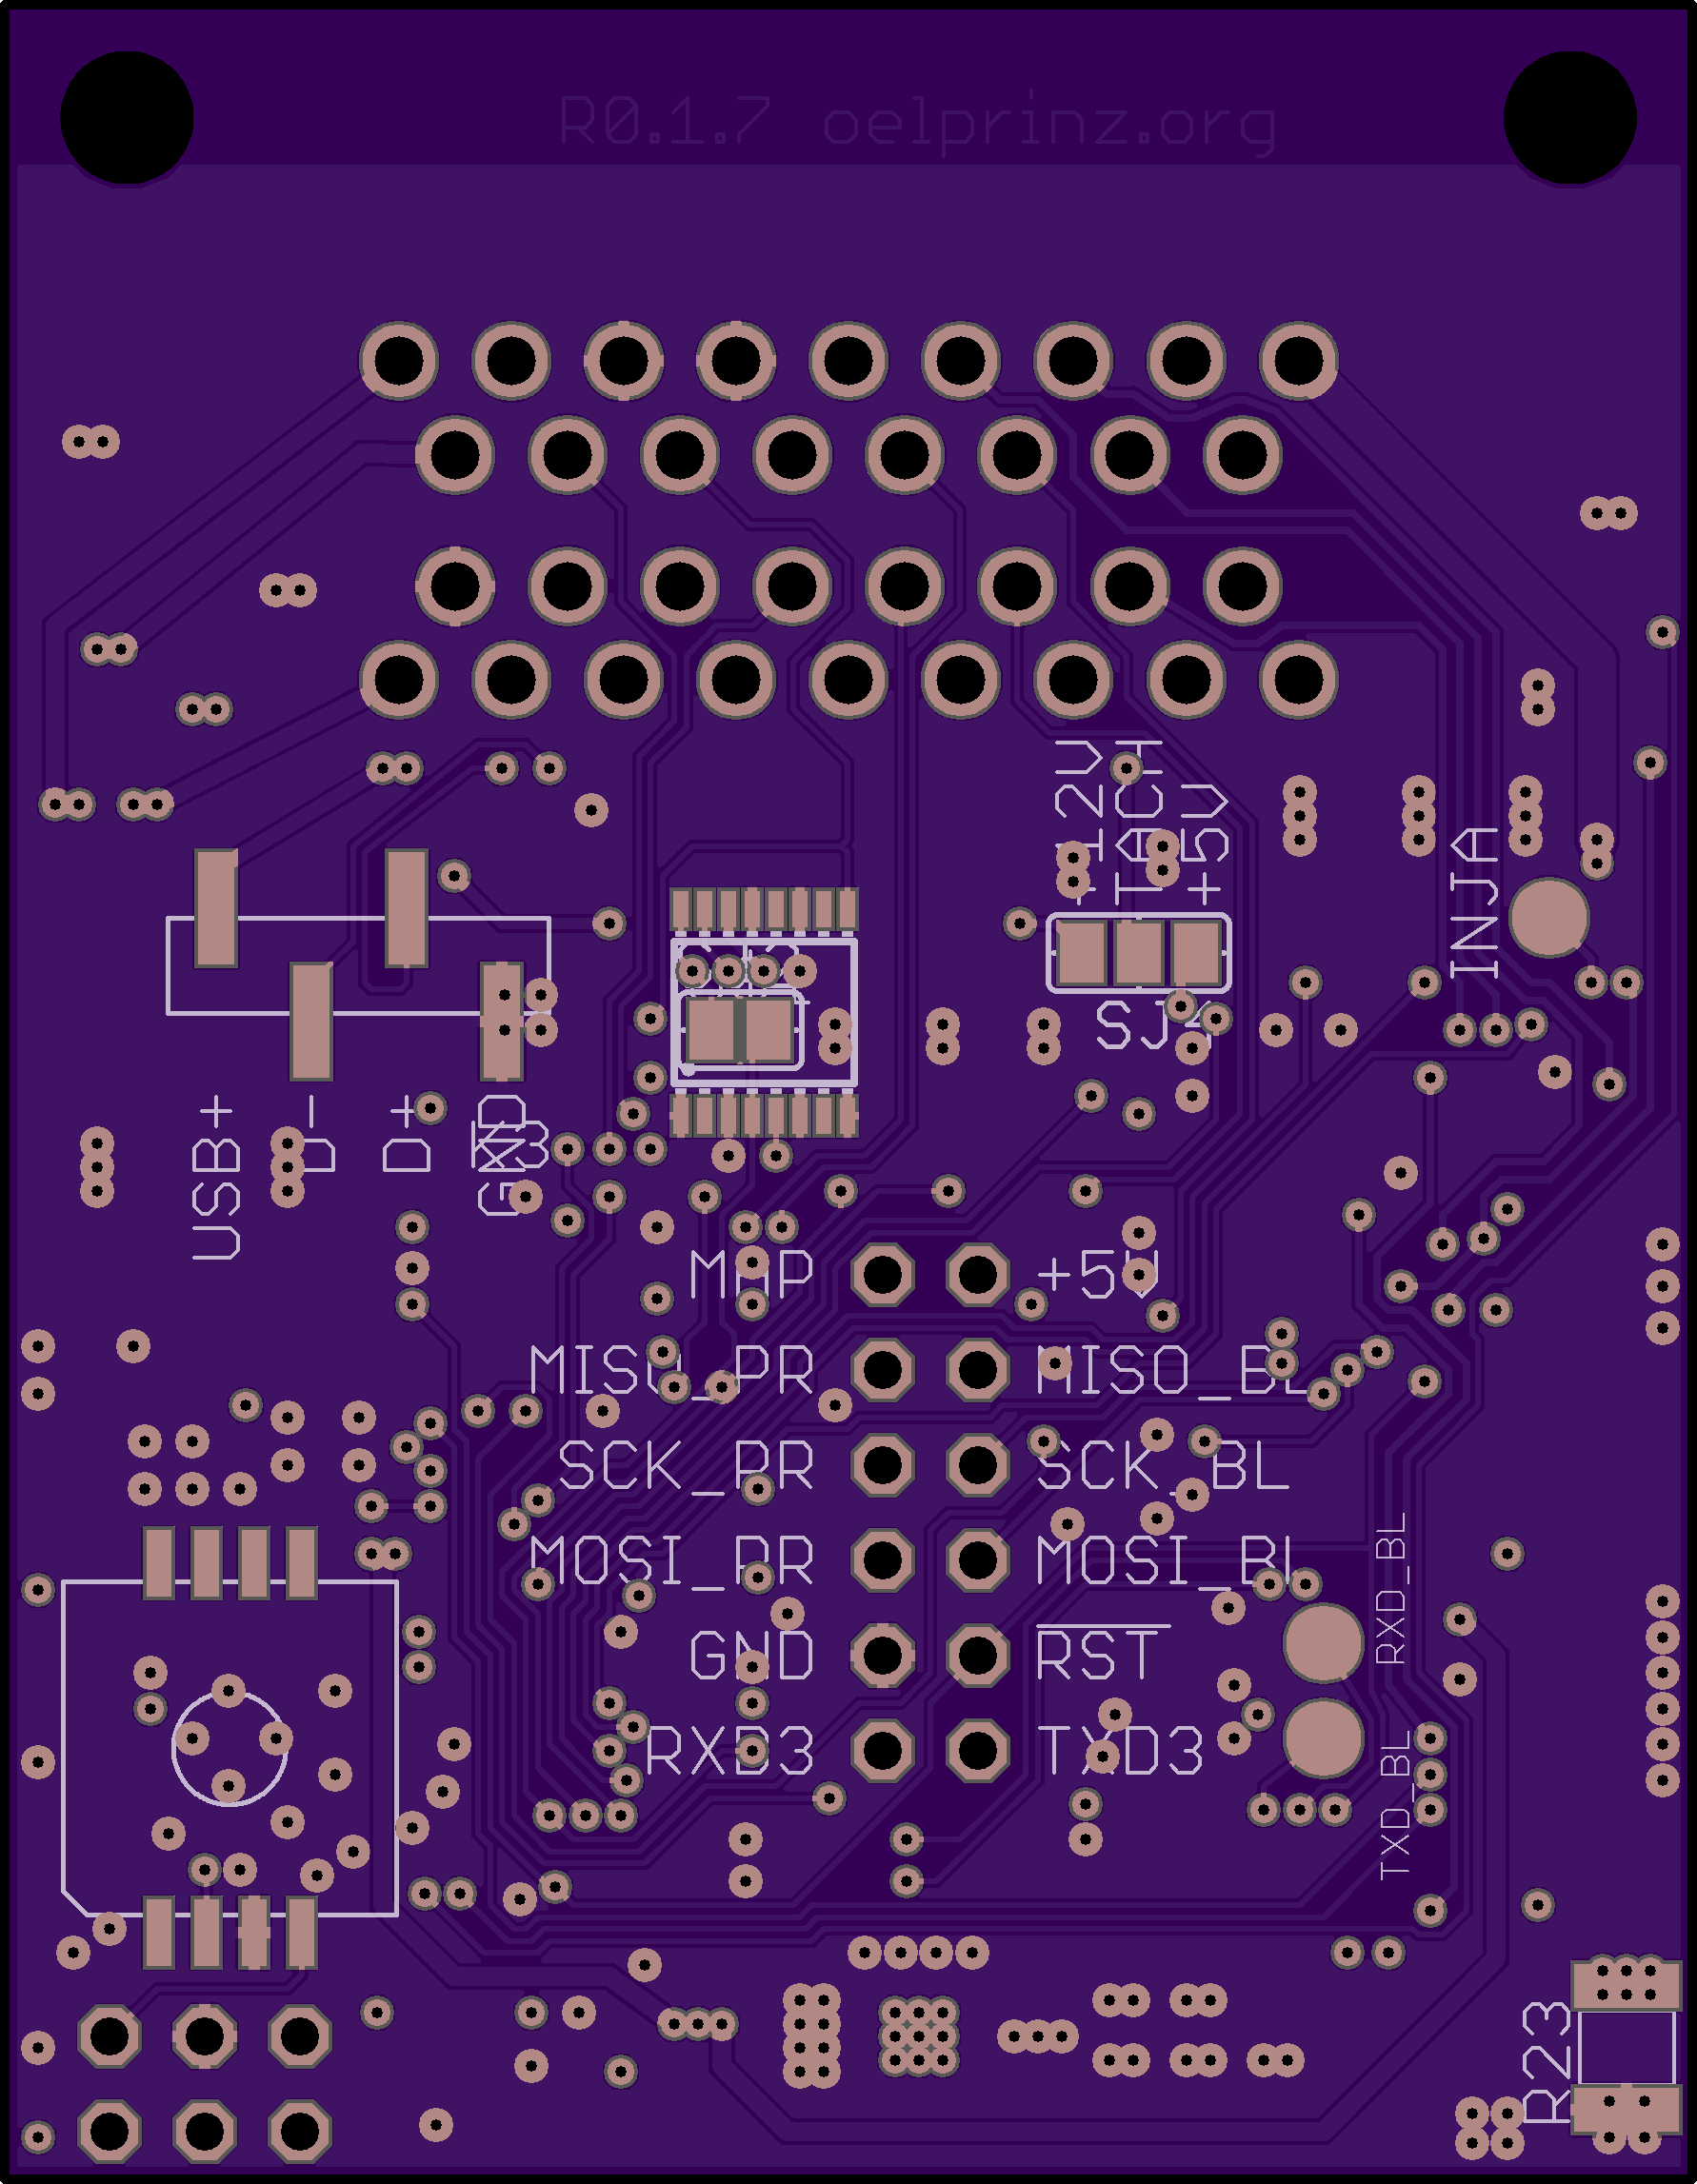 R0.1.7 oelprinz.org
+12V
TACH
+5V
INJA
SJ4
USB+
D-
D+
GND
MAP +5V
MISO_PR MISO_BL
SCK_PR SCK_BL
MOSI_PR MOSI_BL
GND RST
RXD3 TXD3
RXD_BL
TXD_BL
R23